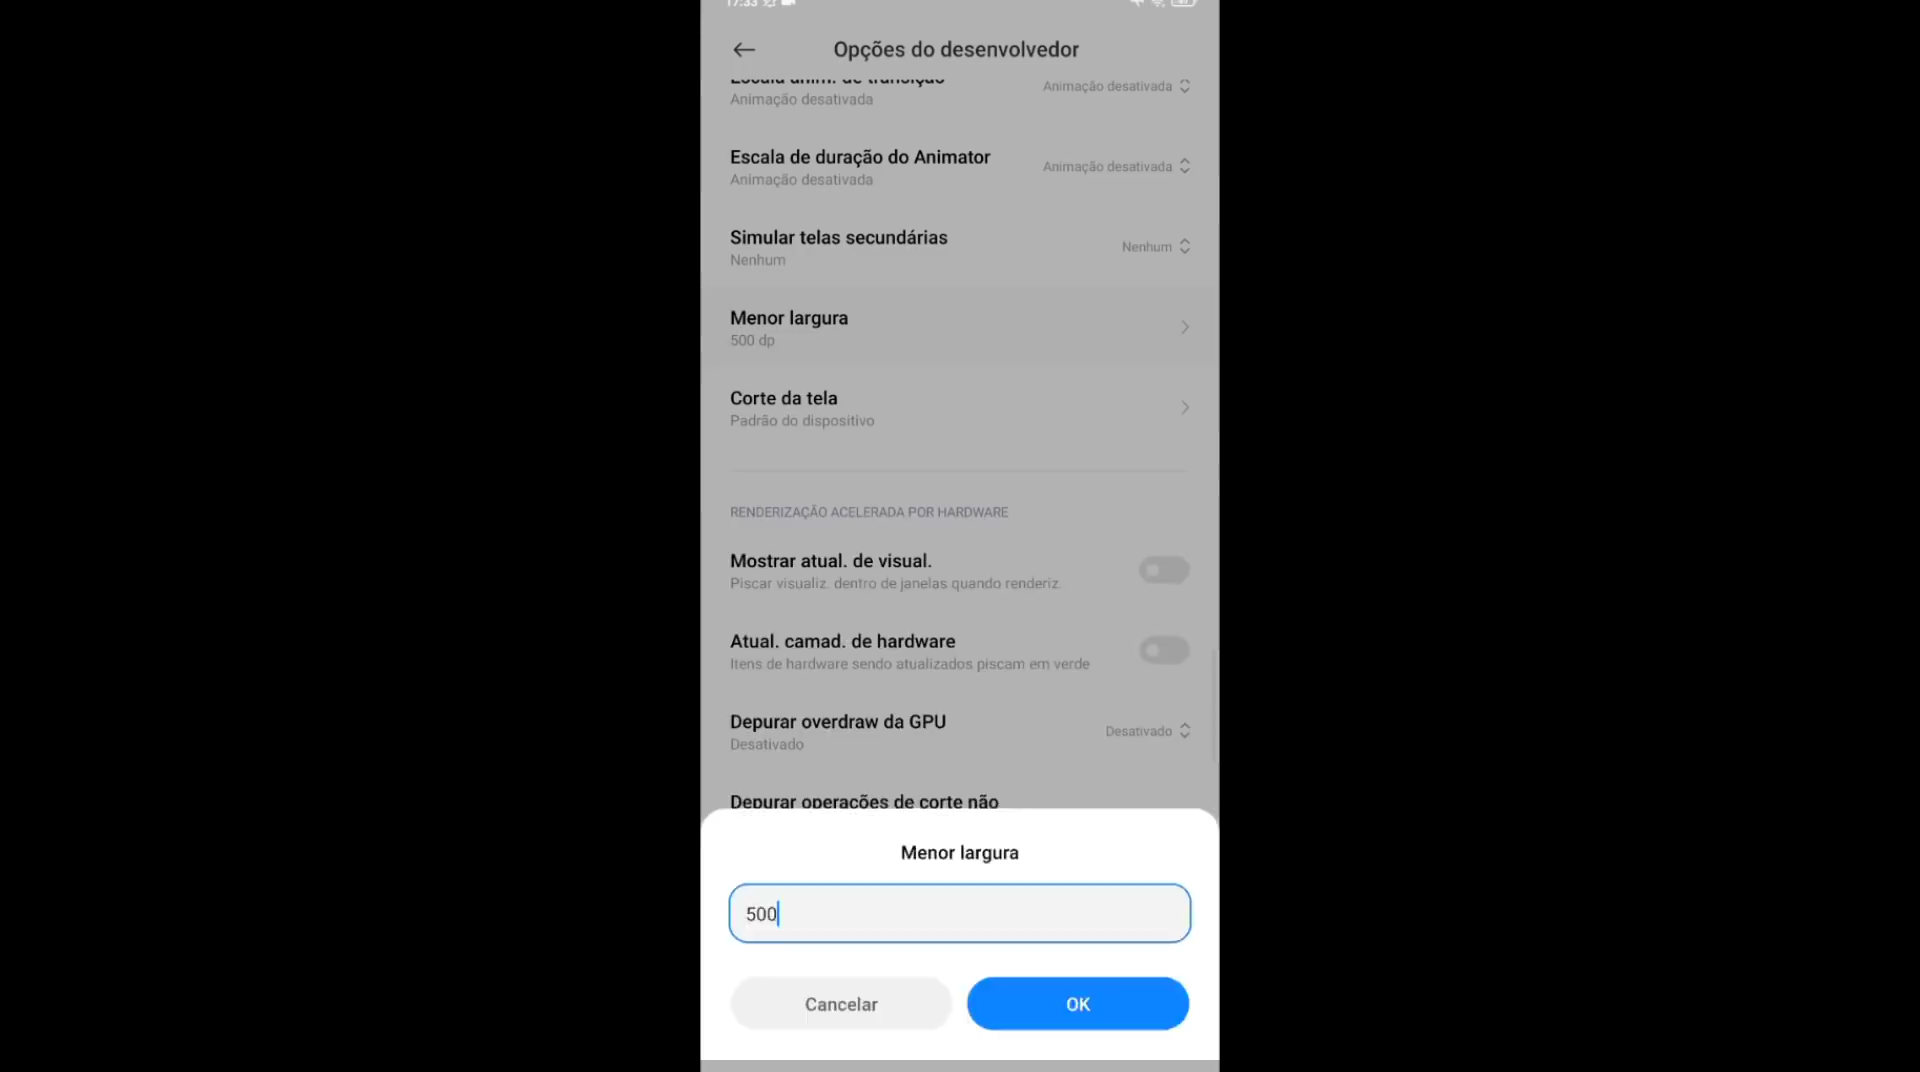 17:33
Opções do desenvolvedor
Escala anim. de transição
Animação desativada
Animação desativada
Escala de duração do Animator
Animação desativada
Animação desativada
Simular telas secundárias
Nenhum
Nenhum
Menor largura
500 dp
Corte da tela
Padrão do dispositivo
RENDERIZAÇÃO ACELERADA POR HARDWARE
Mostrar atual. de visual.
Piscar visualiz. dentro de janelas quando renderiz.
Atual. camad. de hardware
Itens de hardware sendo atualizados piscam em verde
Depurar overdraw da GPU
Desativado
Desativado
Depurar operações de corte não
Menor largura
500
Cancelar
OK